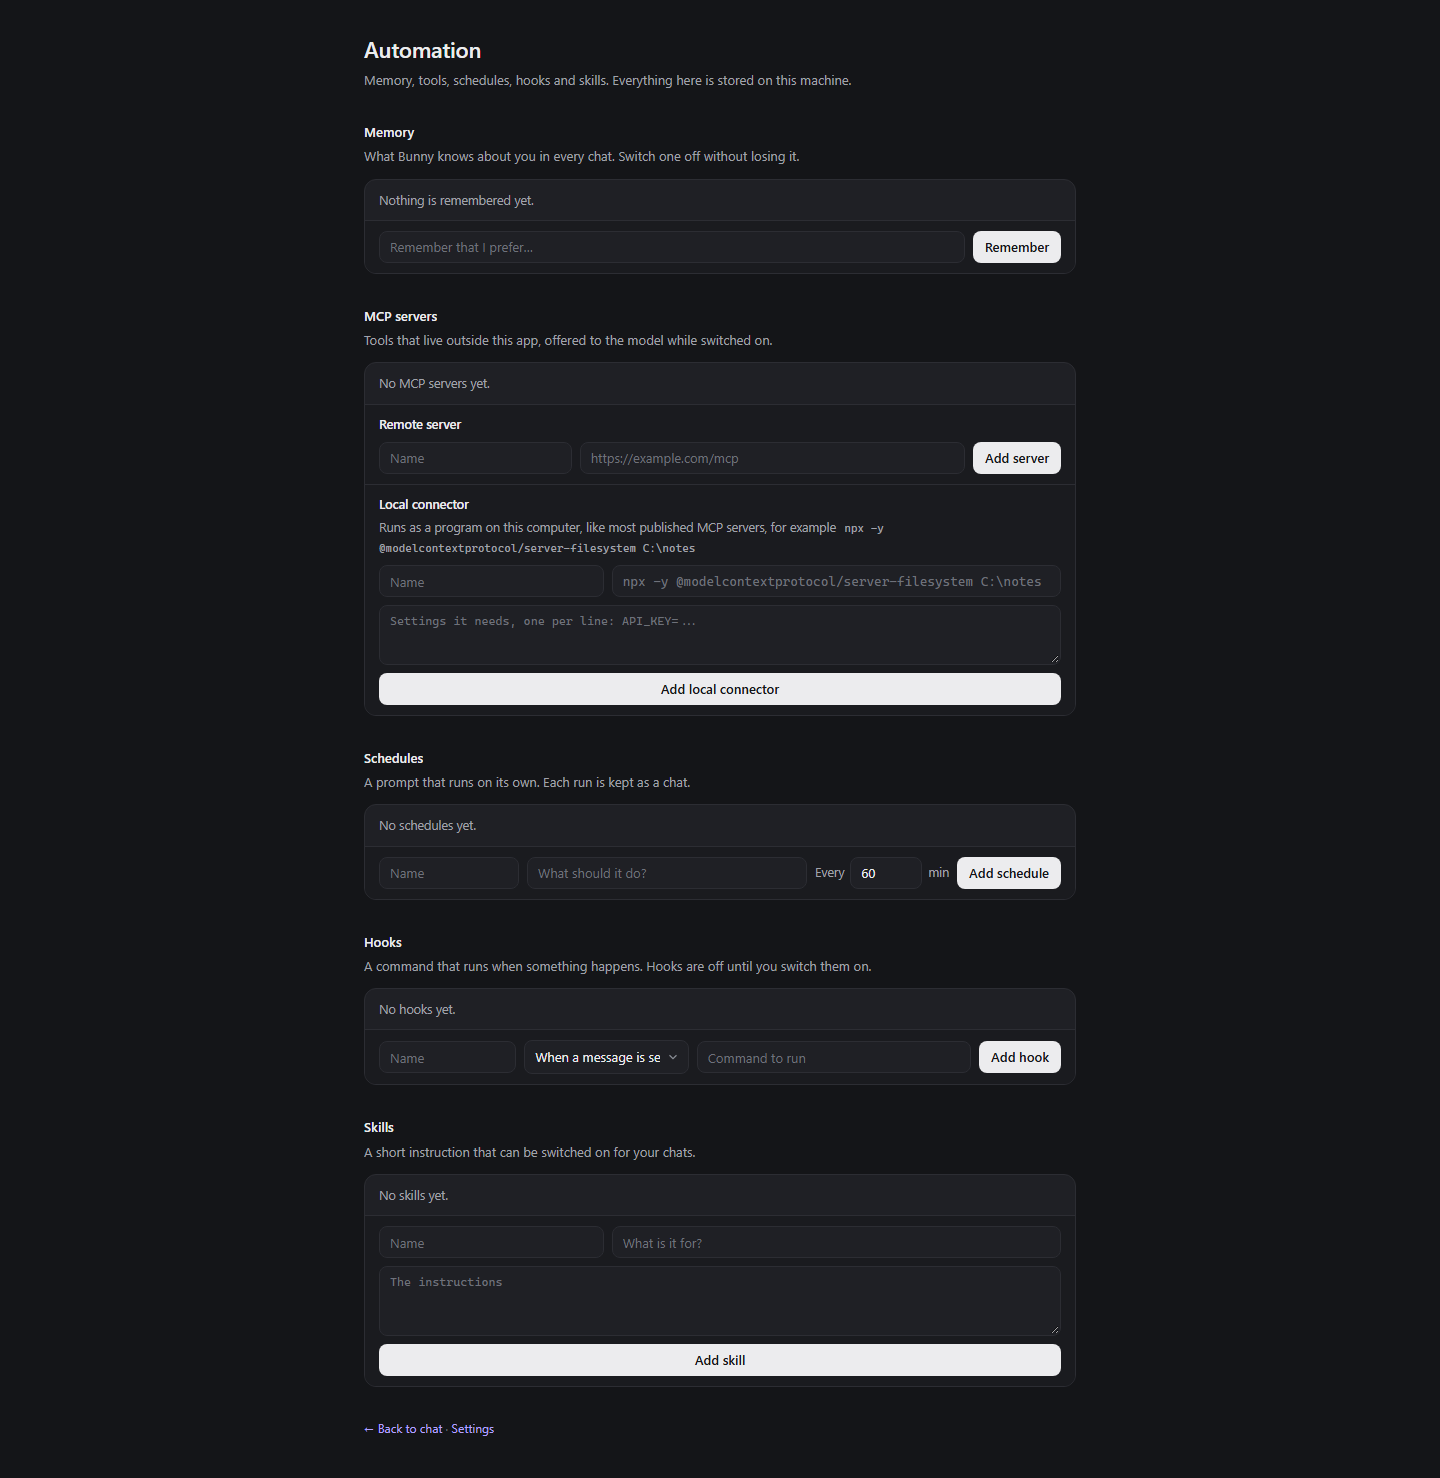 Automation
Memory, tools, schedules, hooks and skills. Everything here is stored on this machine.
Memory
What Bunny knows about you in every chat. Switch one off without losing it.
Nothing is remembered yet.
Remember that I prefer...
Remember
MCP servers
Tools that live outside this app, offered to the model while switched on.
No MCP servers yet.
Remote server
Name
https://example.com/mcp
Add server
Local connector
Runs as a program on this computer, like most published MCP servers, for example npx -y
@modelcontextprotocol/server-filesystem C:\notes
Name
npx -y @modelcontextprotocol/server-filesystem C:\notes
Settings it needs, one per line: API_KEY=...
Add local connector
Schedules
A prompt that runs on its own. Each run is kept as a chat.
No schedules yet.
Name
What should it do?
Every
60
min
Add schedule
Hooks
A command that runs when something happens. Hooks are off until you switch them on.
No hooks yet.
Name
When a message is se
Command to run
Add hook
Skills
A short instruction that can be switched on for your chats.
No skills yet.
Name
What is it for?
The instructions
Add skill
← Back to chat · Settings